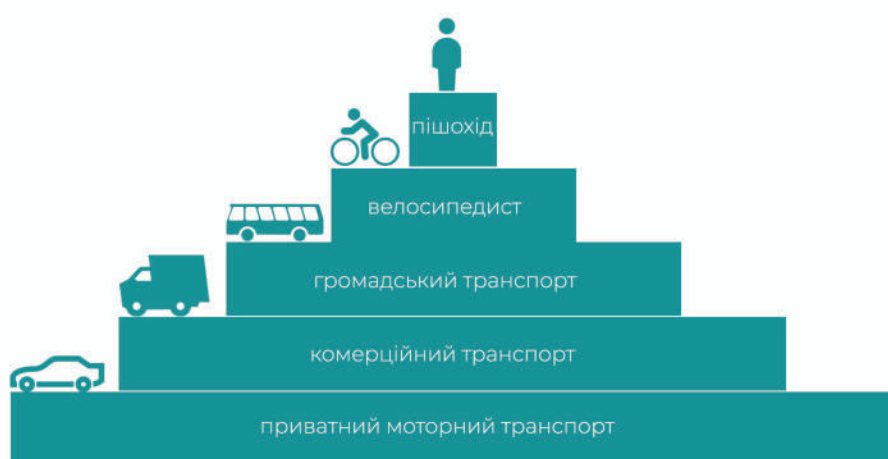 пішохід
велосипедист
громадський транспорт
комерційний транспорт
приватний моторний транспорт